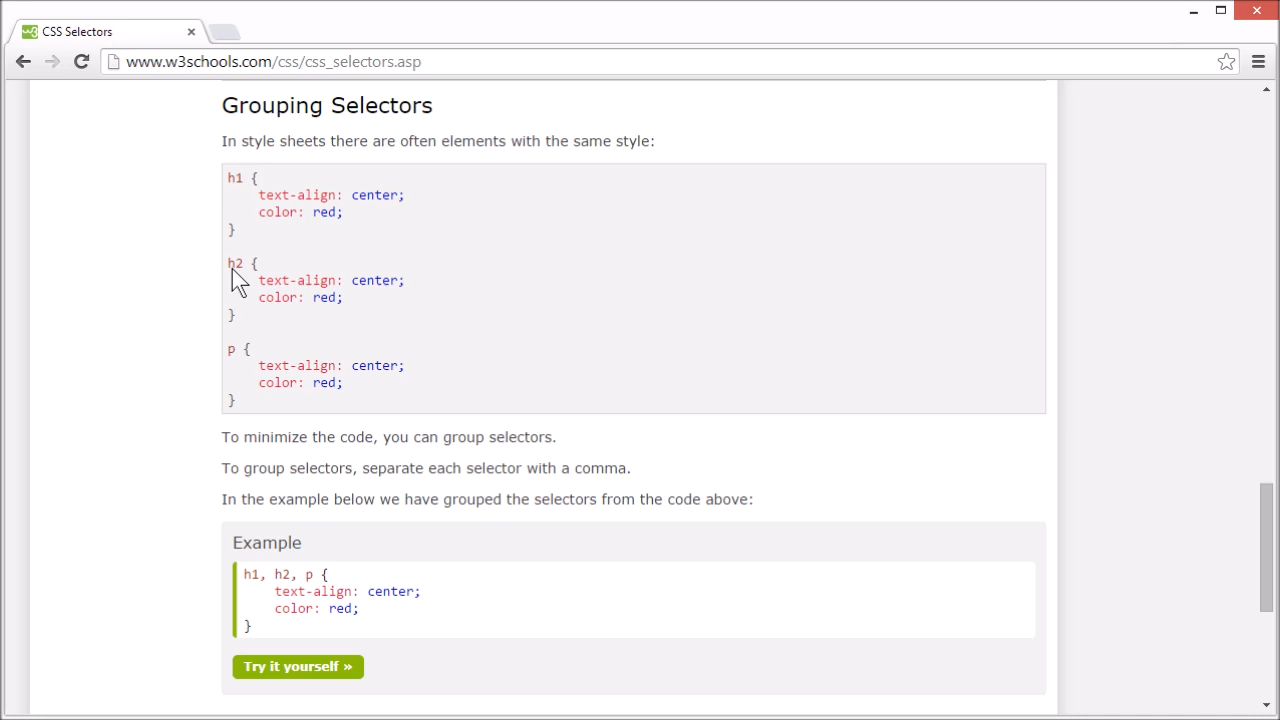 CSS Selectors
www.w3schools.com/css/css_selectors.asp
Grouping Selectors
In style sheets there are often elements with the same style:
h1 {
    text-align: center;
    color: red;
}
h2 {
    text-align: center;
    color: red;
}
p {
    text-align: center;
    color: red;
}
To minimize the code, you can group selectors.
To group selectors, separate each selector with a comma.
In the example below we have grouped the selectors from the code above:
Example
h1, h2, p {
    text-align: center;
    color: red;
}
Try it yourself »